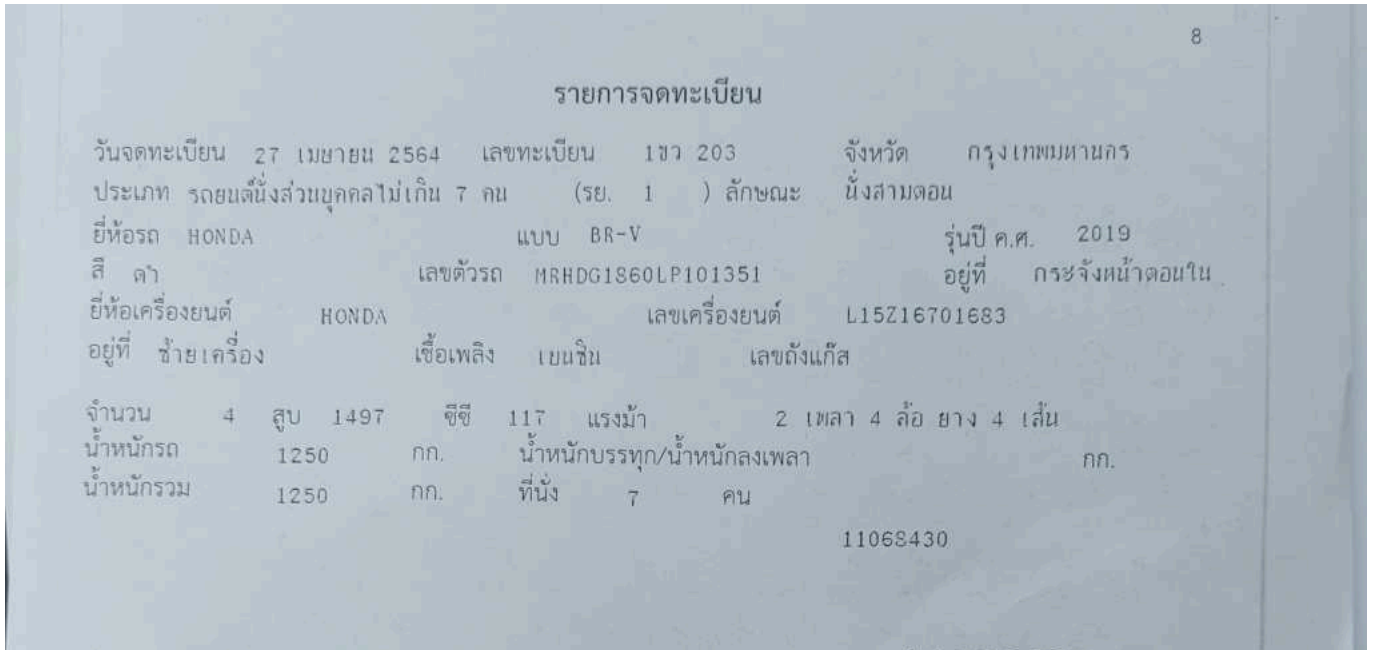 8
รายการจดทะเบียน
วันจดทะเบียน 27 เมษายน 2564 เลขทะเบียน 1ขว 203 จังหวัด กรุงเทพมหานคร
ประเภท รถยนต์นั่งส่วนบุคคลไม่เกิน 7 คน (รย. 1 ) ลักษณะ นั่งสามตอน
ยี่ห้อรถ HONDA แบบ BR-V รุ่นปี ค.ศ. 2019
สี ดำ เลขตัวรถ MRHDG1860LP101351 อยู่ที่ กระจังหน้าตอนใน
ยี่ห้อเครื่องยนต์ HONDA เลขเครื่องยนต์ L15Z16701683
อยู่ที่ ซ้ายเครื่อง เชื้อเพลิง เบนซิน เลขถังแก๊ส
จำนวน 4 สูบ 1497 ซีซี 117 แรงม้า 2 เพลา 4 ล้อ ยาง 4 เส้น
น้ำหนักรถ 1250 กก. น้ำหนักบรรทุก/น้ำหนักลงเพลา กก.
น้ำหนักรวม 1250 กก. ที่นั่ง 7 คน
11068430